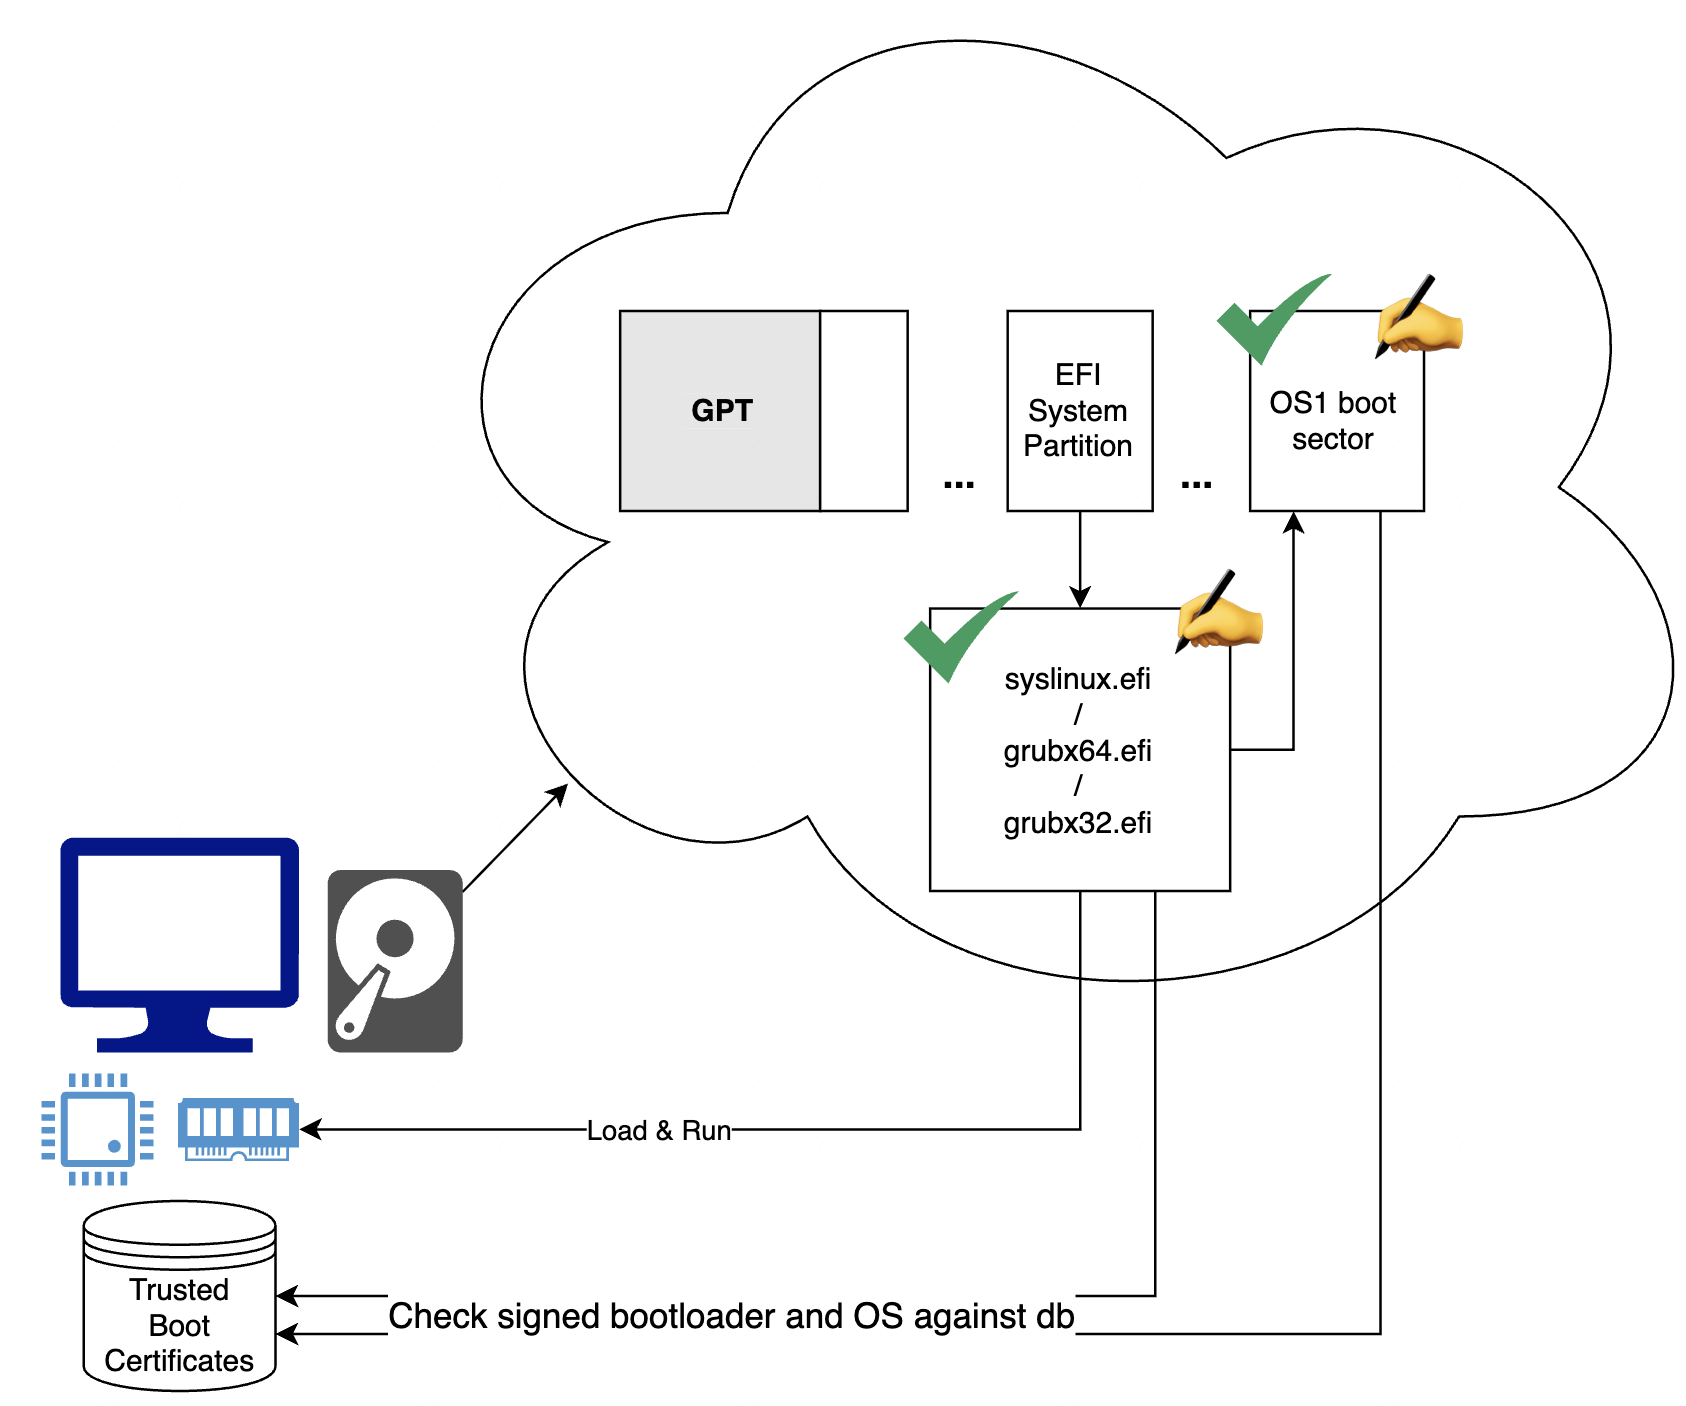 GPT
...
EFI
System
Partition
...
OS1 boot
sector
syslinux.efi
/
grubx64.efi
/
grubx32.efi
Load & Run
Trusted
Boot
Certificates
Check signed bootloader and OS against db